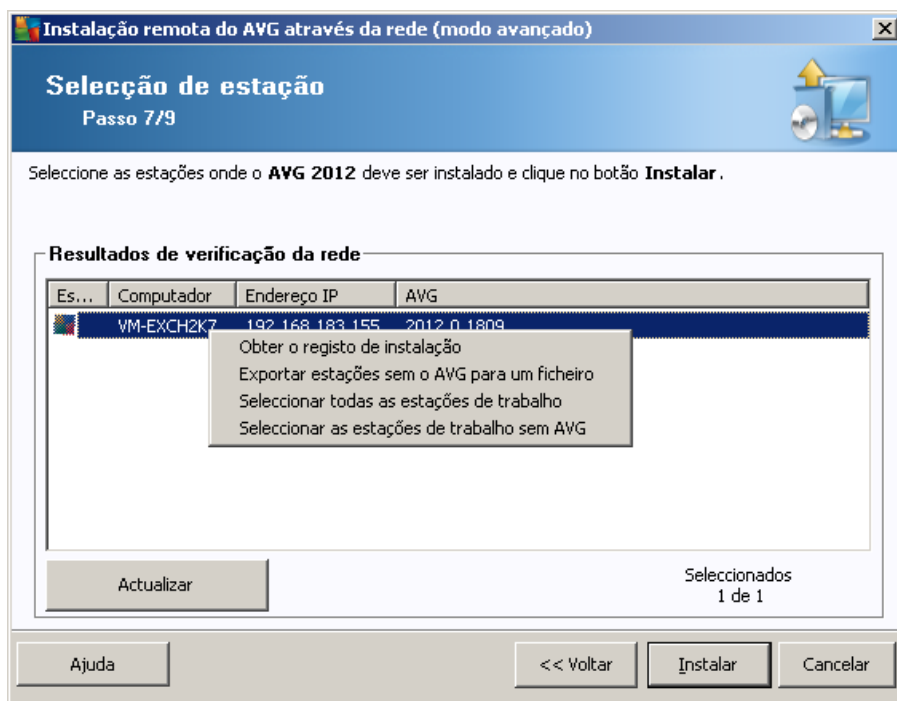 Instalação remota do AVG através da rede (modo avançado)
Selecção de estação
Passo 7/9
Seleccione as estações onde o AVG 2012 deve ser instalado e clique no botão Instalar.
Resultados de verificação da rede
Es... Computador Endereço IP AVG
VM-EXCH2K7 192.168.183.155 2012.0.1809
Obter o registo de instalação
Exportar estações sem o AVG para um ficheiro
Seleccionar todas as estações de trabalho
Seleccionar as estações de trabalho sem AVG
Actualizar
Seleccionados
1 de 1
Ajuda << Voltar Instalar Cancelar